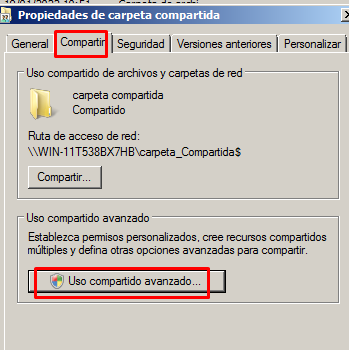 Propiedades de carpeta compartida
General Compartir Seguridad Versiones anteriores Personalizar
Uso compartido de archivos y carpetas de red
carpeta compartida
Compartido
Ruta de acceso de red:
\\WIN-11T538BX7HB\carpeta_Compartida$
Compartir...
Uso compartido avanzado
Establezca permisos personalizados, cree recursos compartidos
múltiples y defina otras opciones avanzadas para compartir.
Uso compartido avanzado...